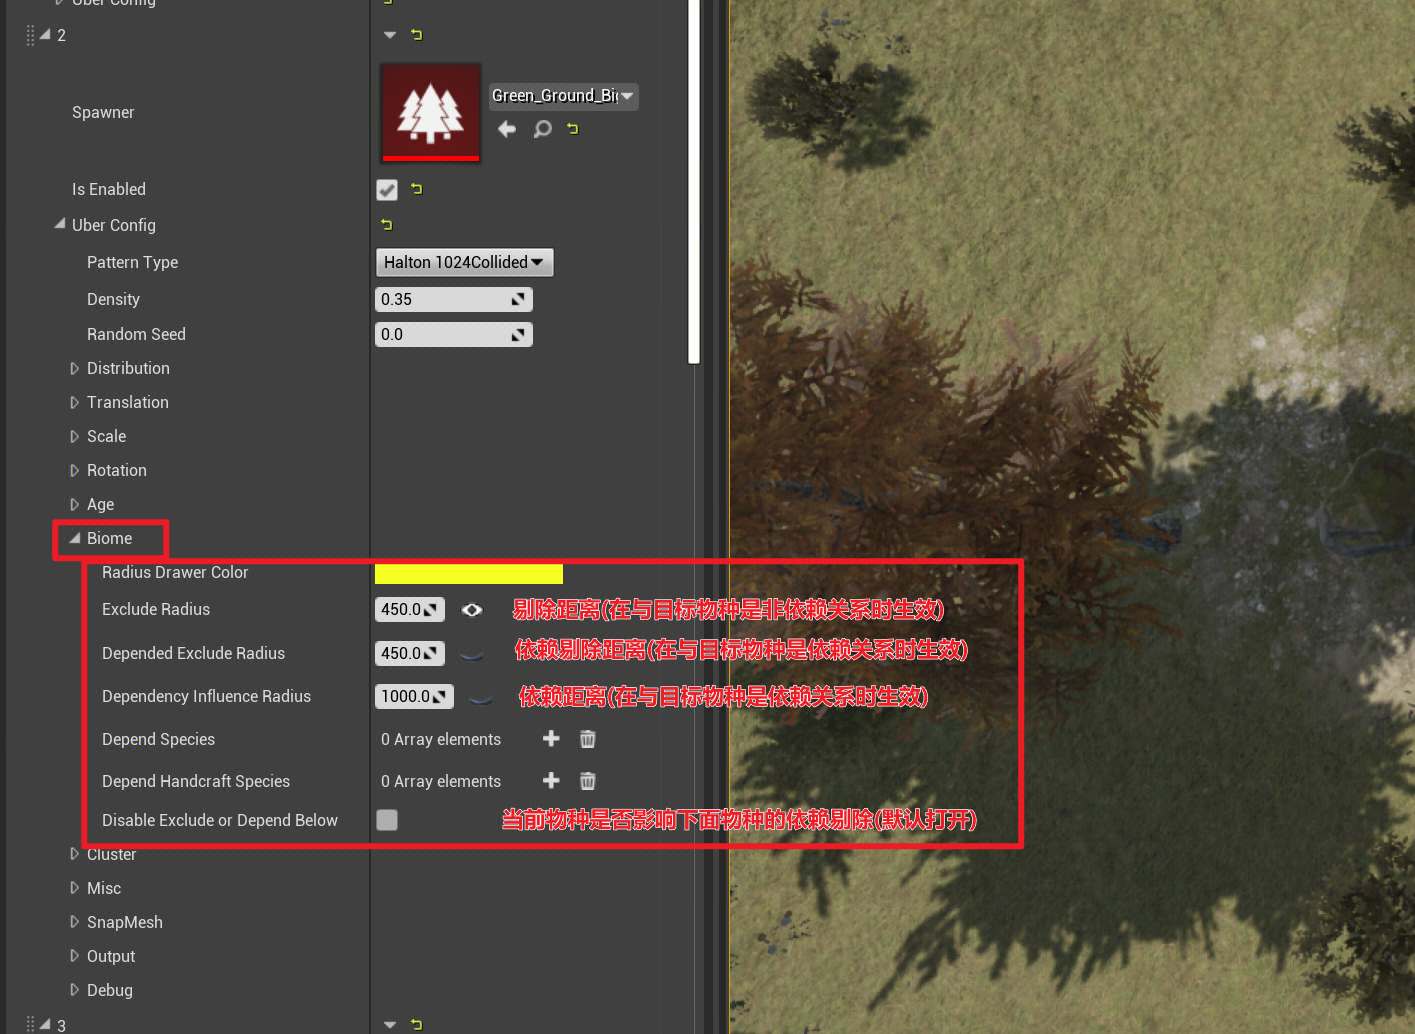 Uber Config
2
Spawner
Green_Ground_Big
Is Enabled
Uber Config
Pattern Type Halton 1024Collided
Density 0.35
Random Seed 0.0
Distribution
Translation
Scale
Rotation
Age
Biome
Radius Drawer Color
Exclude Radius 450.0 剔除距离(在与目标物种是非依赖关系时生效)
Depended Exclude Radius 450.0 依赖剔除距离(在与目标物种是依赖关系时生效)
Dependency Influence Radius 1000.0 依赖距离(在与目标物种是依赖关系时生效)
Depend Species 0 Array elements
Depend Handcraft Species 0 Array elements
Disable Exclude or Depend Below 当前物种是否影响下面物种的依赖剔除(默认打开)
Cluster
Misc
SnapMesh
Output
Debug
3